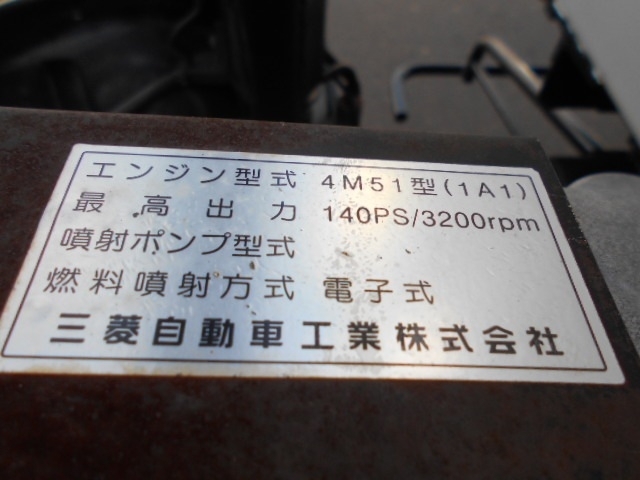 エンジン型式 4M51型(1A1)
最高出力 140PS/3200rpm
噴射ポンプ型式
燃料噴射方式 電子式
三菱自動車工業株式会社